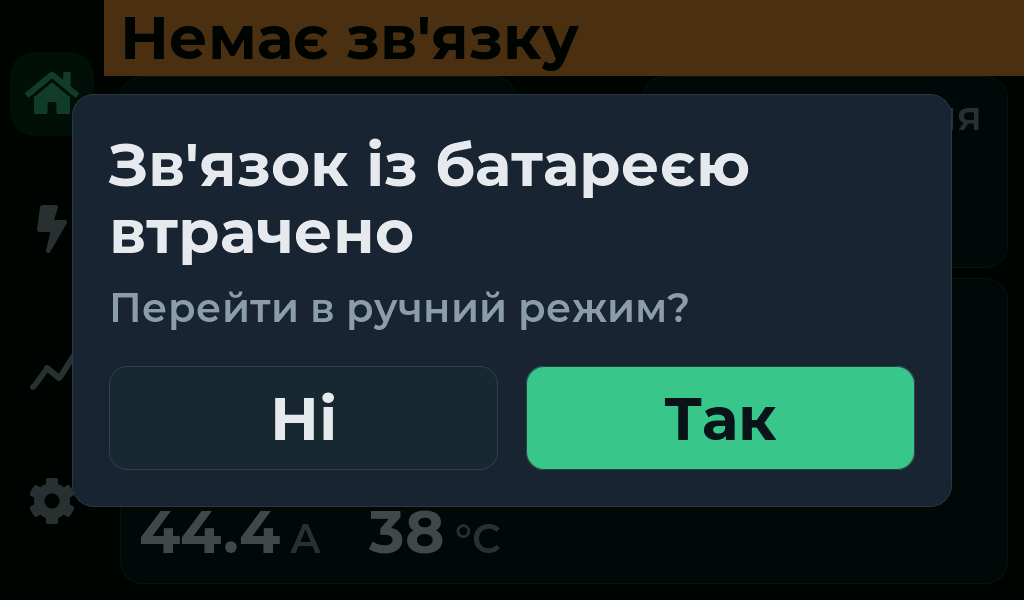 Немає зв'язку
Зв'язок із батареєю
втрачено
Перейти в ручний режим?
Ні
Так
44.4 A
38 °C